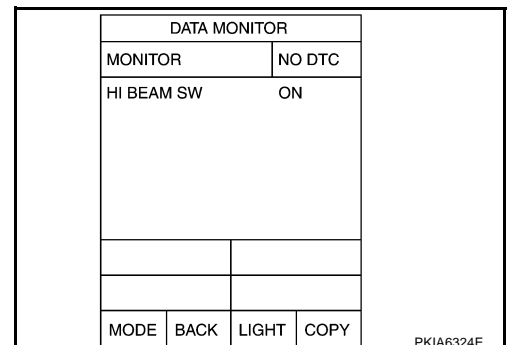 DATA MONITOR
MONITOR NO DTC
HI BEAM SW ON
MODE BACK LIGHT COPY
PKIA6324E